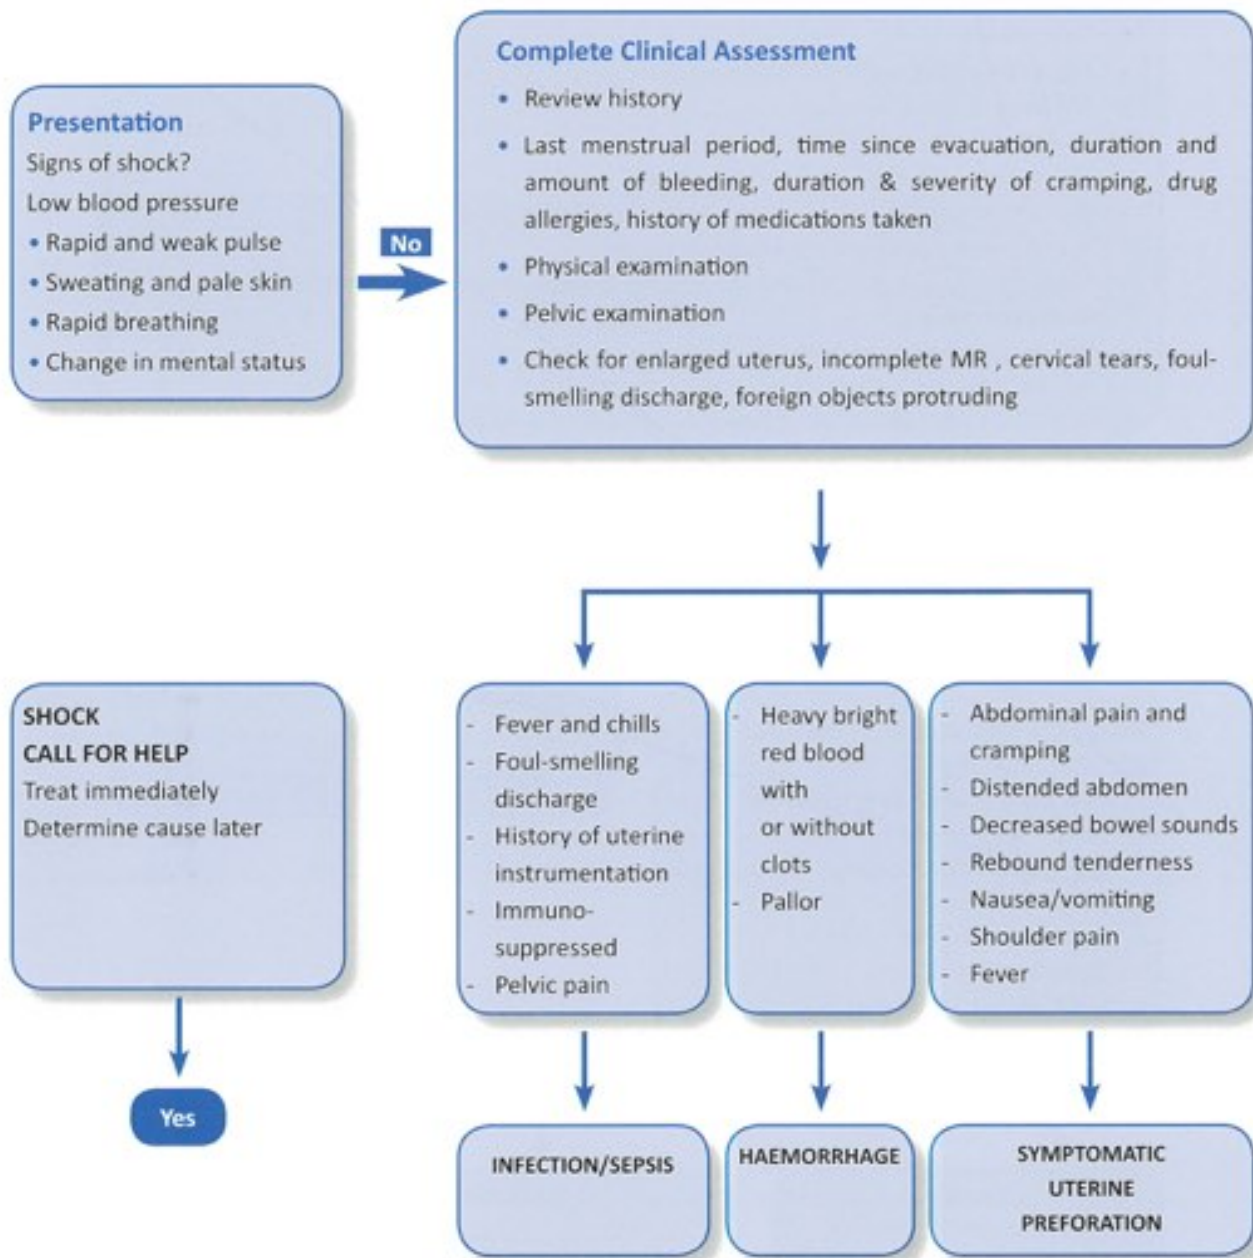 Presentation
Signs of shock?
Low blood pressure
• Rapid and weak pulse
• Sweating and pale skin
• Rapid breathing
• Change in mental status
No
Complete Clinical Assessment
• Review history
• Last menstrual period, time since evacuation, duration and
amount of bleeding, duration & severity of cramping, drug
allergies, history of medications taken
• Physical examination
• Pelvic examination
• Check for enlarged uterus, incomplete MR , cervical tears, foul-
smelling discharge, foreign objects protruding
SHOCK
CALL FOR HELP
Treat immediately
Determine cause later
Yes
- Fever and chills
- Foul-smelling
discharge
- History of uterine
instrumentation
- Immuno-
suppressed
- Pelvic pain
- Heavy bright
red blood
with
or without
clots
- Pallor
- Abdominal pain and
cramping
- Distended abdomen
- Decreased bowel sounds
- Rebound tenderness
- Nausea/vomiting
- Shoulder pain
- Fever
INFECTION/SEPSIS
HAEMORRHAGE
SYMPTOMATIC
UTERINE
PREFORATION